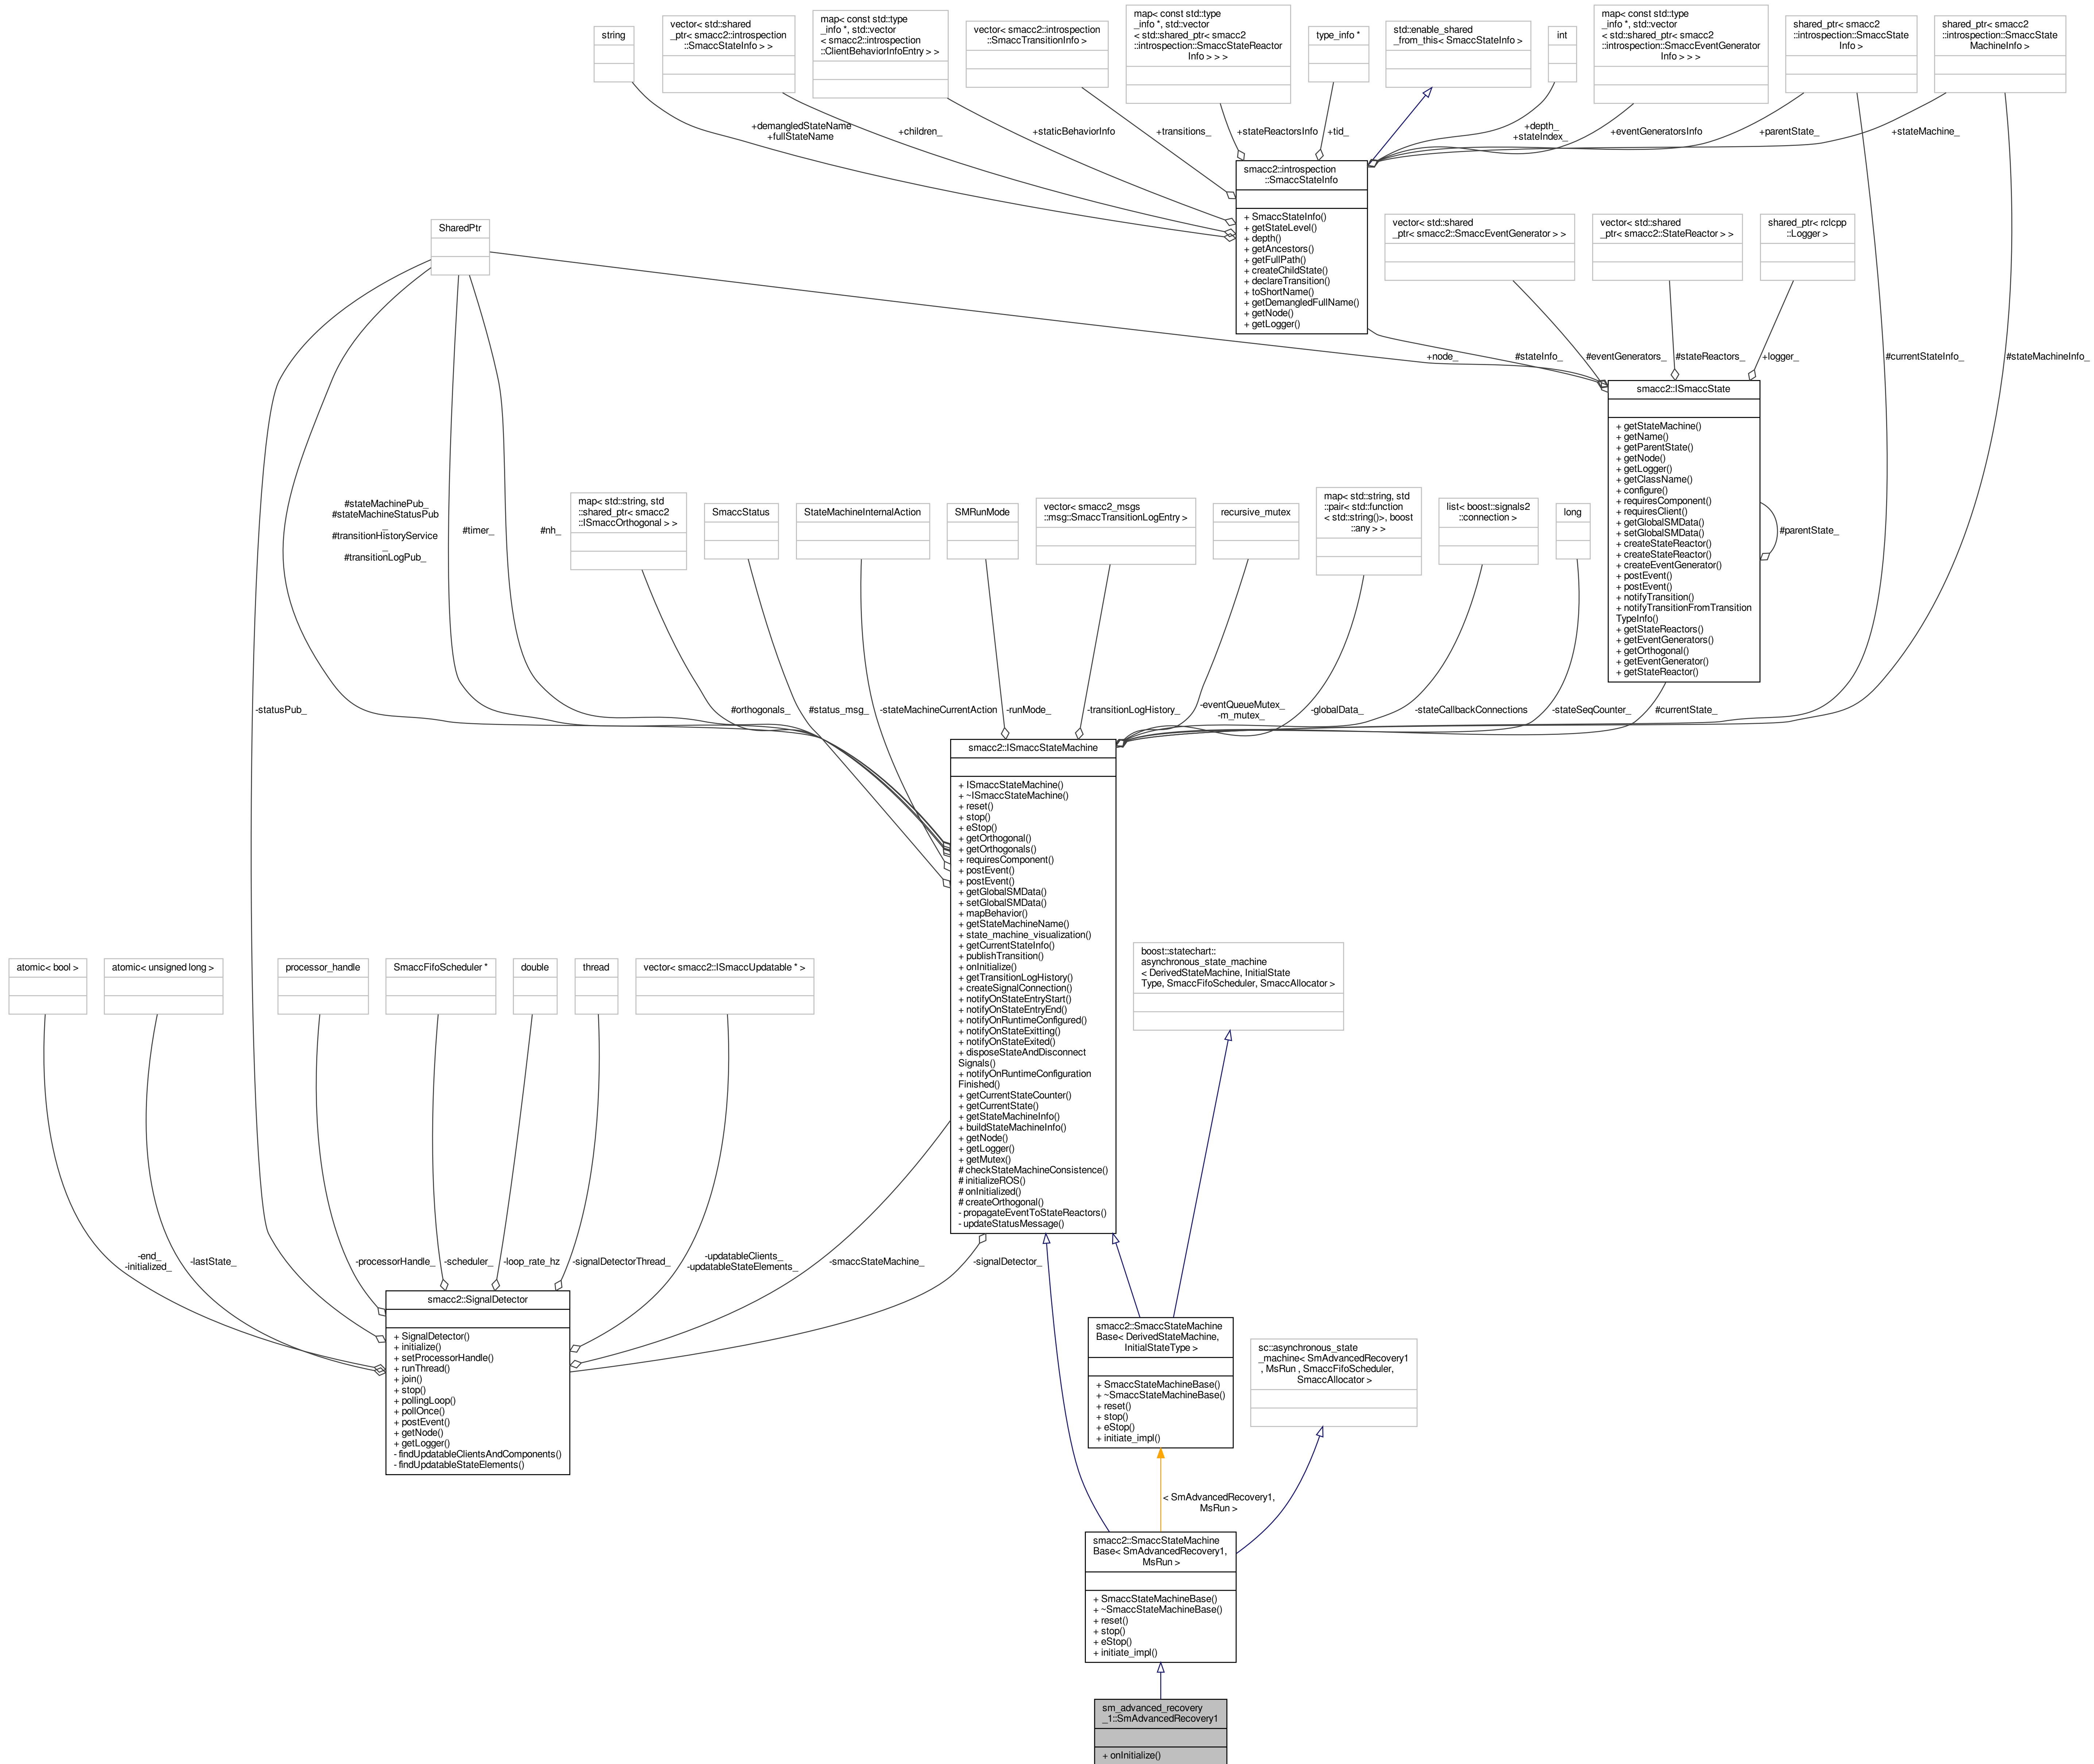 string
vector< std::shared
_ptr< smacc2::introspection
::SmaccStateInfo > >
map< const std::type
_info *, std::vector
< smacc2::introspection
::ClientBehaviorInfoEntry > >
vector< smacc2::introspection
::SmaccTransitionInfo >
map< const std::type
_info *, std::vector
< std::shared_ptr< smacc2
::introspection::SmaccStateReactor
Info > > >
type_info *
std::enable_shared
_from_this< SmaccStateInfo >
int
map< const std::type
_info *, std::vector
< std::shared_ptr< smacc2
::introspection::SmaccEventGenerator
Info > > >
shared_ptr< smacc2
::introspection::SmaccState
Info >
shared_ptr< smacc2
::introspection::SmaccState
MachineInfo >
+demangledStateName
+fullStateName
+children_
+staticBehaviorInfo
+transitions_
+stateReactorsInfo
+tid_
+depth_
+stateIndex_
+eventGeneratorsInfo
+parentState_
+stateMachine_
smacc2::introspection
::SmaccStateInfo
+ SmaccStateInfo()
+ getStateLevel()
+ depth()
+ getAncestors()
+ getFullPath()
+ createChildState()
+ declareTransition()
+ toShortName()
+ getDemangledFullName()
+ getNode()
+ getLogger()
SharedPtr
vector< std::shared
_ptr< smacc2::SmaccEventGenerator > >
vector< std::shared
_ptr< smacc2::StateReactor > >
shared_ptr< rclcpp
::Logger >
+node_
#stateInfo_
#eventGenerators_
#stateReactors_
+logger_
#currentStateInfo_
#stateMachineInfo_
smacc2::ISmaccState
+ getStateMachine()
+ getName()
+ getParentState()
+ getNode()
+ getLogger()
+ getClassName()
+ configure()
+ requiresComponent()
+ requiresClient()
+ getGlobalSMData()
+ setGlobalSMData()
+ createStateReactor()
+ createStateReactor()
+ createEventGenerator()
+ postEvent()
+ postEvent()
+ notifyTransition()
+ notifyTransitionFromTransition
TypeInfo()
+ getStateReactors()
+ getEventGenerators()
+ getOrthogonal()
+ getEventGenerator()
+ getStateReactor()
#parentState_
#stateMachinePub_
#stateMachineStatusPub
_
#transitionHistoryService
_
#transitionLogPub_
#timer_
#nh_
map< std::string, std
::shared_ptr< smacc2
::ISmaccOrthogonal > >
SmaccStatus
StateMachineInternalAction
SMRunMode
vector< smacc2_msgs
::msg::SmaccTransitionLogEntry >
recursive_mutex
map< std::string, std
::pair< std::function
< std::string()>, boost
::any > >
list< boost::signals2
::connection >
long
-statusPub_
#orthogonals_
#status_msg_
-stateMachineCurrentAction
-runMode_
-transitionLogHistory_
-eventQueueMutex_
-m_mutex_
-globalData_
-stateCallbackConnections
-stateSeqCounter_
#currentState_
smacc2::ISmaccStateMachine
+ ISmaccStateMachine()
+ ~ISmaccStateMachine()
+ reset()
+ stop()
+ eStop()
+ getOrthogonal()
+ getOrthogonals()
+ requiresComponent()
+ postEvent()
+ postEvent()
+ getGlobalSMData()
+ setGlobalSMData()
+ mapBehavior()
+ getStateMachineName()
+ state_machine_visualization()
+ getCurrentStateInfo()
+ publishTransition()
+ onInitialize()
+ getTransitionLogHistory()
+ createSignalConnection()
+ notifyOnStateEntryStart()
+ notifyOnStateEntryEnd()
+ notifyOnRuntimeConfigured()
+ notifyOnStateExitting()
+ notifyOnStateExited()
+ disposeStateAndDisconnect
Signals()
+ notifyOnRuntimeConfiguration
Finished()
+ getCurrentStateCounter()
+ getCurrentState()
+ getStateMachineInfo()
+ buildStateMachineInfo()
+ getNode()
+ getLogger()
+ getMutex()
# checkStateMachineConsistence()
# initializeROS()
# onInitialized()
# createOrthogonal()
- propagateEventToStateReactors()
- updateStatusMessage()
atomic< bool >
atomic< unsigned long >
processor_handle
SmaccFifoScheduler *
double
thread
vector< smacc2::ISmaccUpdatable * >
boost::statechart::
asynchronous_state_machine
< DerivedStateMachine, InitialState
Type, SmaccFifoScheduler, SmaccAllocator >
-end_
-initialized_
-lastState_
-processorHandle_
-scheduler_
-loop_rate_hz
-signalDetectorThread_
-updatableClients_
-updatableStateElements_
-smaccStateMachine_
-signalDetector_
smacc2::SignalDetector
+ SignalDetector()
+ initialize()
+ setProcessorHandle()
+ runThread()
+ join()
+ stop()
+ pollingLoop()
+ pollOnce()
+ postEvent()
+ getNode()
+ getLogger()
- findUpdatableClientsAndComponents()
- findUpdatableStateElements()
smacc2::SmaccStateMachine
Base< DerivedStateMachine,
InitialStateType >
+ SmaccStateMachineBase()
+ ~SmaccStateMachineBase()
+ reset()
+ stop()
+ eStop()
+ initiate_impl()
sc::asynchronous_state
_machine< SmAdvancedRecovery1
, MsRun , SmaccFifoScheduler,
SmaccAllocator >
< SmAdvancedRecovery1,
MsRun >
smacc2::SmaccStateMachine
Base< SmAdvancedRecovery1,
MsRun >
+ SmaccStateMachineBase()
+ ~SmaccStateMachineBase()
+ reset()
+ stop()
+ eStop()
+ initiate_impl()
sm_advanced_recovery
_1::SmAdvancedRecovery1
+ onInitialize()